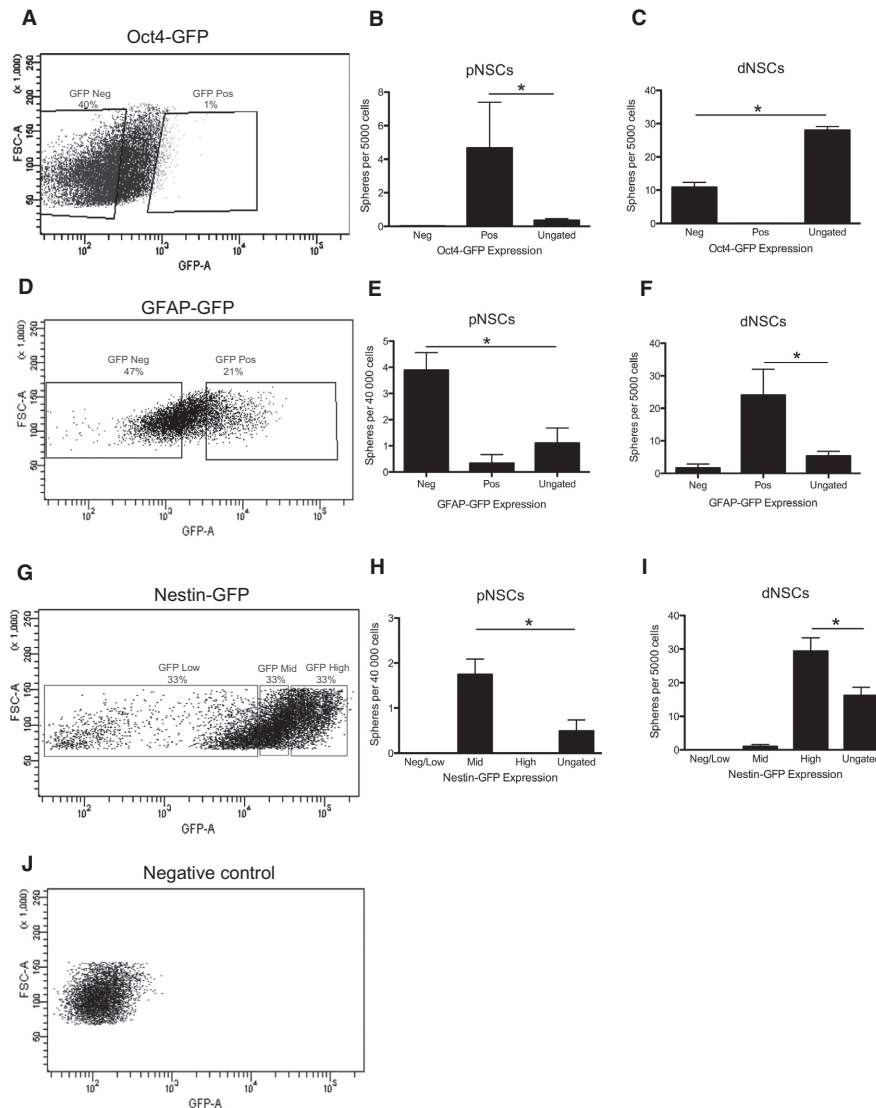 A
Oct4-GFP
(x 1,000)
FSC-A
50 100 150 200 250
GFP Neg
40%
GFP Pos
1%
10² 10³ 10⁴ 10⁵
GFP-A
B
pNSCs
*
Spheres per 5000 cells
8
6
4
2
0
Neg Pos Ungated
Oct4-GFP Expression
C
dNSCs
*
Spheres per 5000 cells
40
30
20
10
0
Neg Pos Ungated
Oct4-GFP Expression
D
GFAP-GFP
(x 1,000)
FSC-A
50 100 150 200 250
GFP Neg
47%
GFP Pos
21%
10² 10³ 10⁴ 10⁵
GFP-A
E
pNSCs
*
Spheres per 40 000 cells
5
4
3
2
1
0
Neg Pos Ungated
GFAP-GFP Expression
F
dNSCs
*
Spheres per 5000 cells
40
30
20
10
0
Neg Pos Ungated
GFAP-GFP Expression
G
Nestin-GFP
(x 1,000)
FSC-A
50 100 150 200 250
GFP Low
33%
GFP Mid
33%
GFP High
33%
10² 10³ 10⁴ 10⁵
GFP-A
H
pNSCs
*
Spheres per 40 000 cells
3
2
1
0
Neg/Low Mid High Ungated
Nestin-GFP Expression
I
dNSCs
*
Spheres per 5000 cells
40
30
20
10
0
Neg/Low Mid High Ungated
Nestin-GFP Expression
J
Negative control
(x 1,000)
FSC-A
50 100 150 200 250
10² 10³ 10⁴ 10⁵
GFP-A